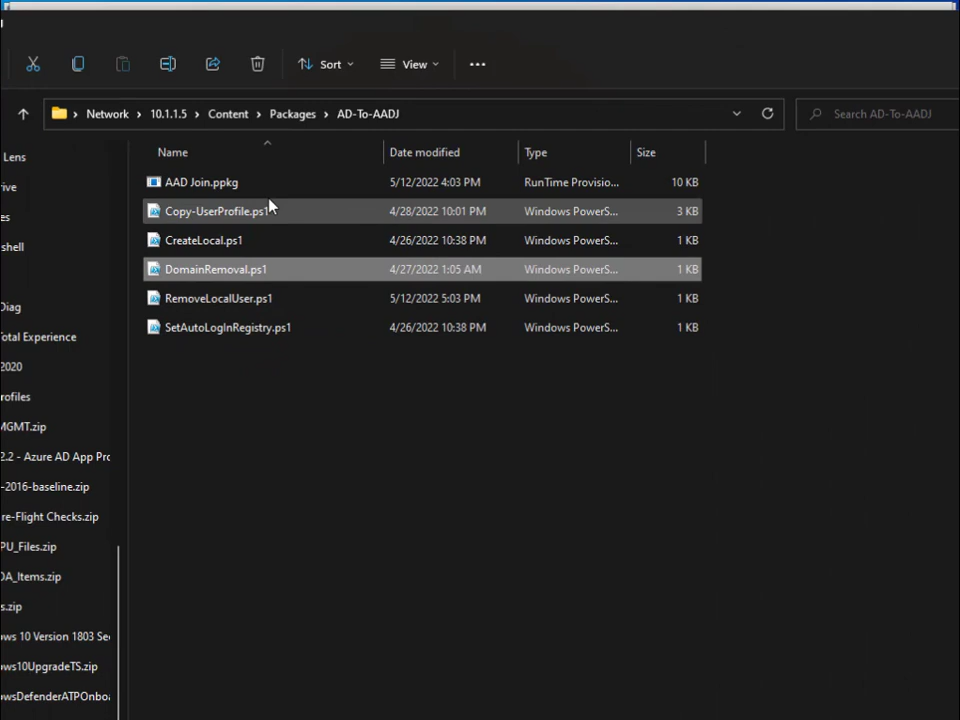 Sort
View
Network > 10.1.1.5 > Content > Packages > AD-To-AADJ
Search AD-To-AADJ
Name Date modified Type Size
AAD Join.ppkg 5/12/2022 4:03 PM RunTime Provisio... 10 KB
Copy-UserProfile.ps1 4/28/2022 10:01 PM Windows PowerS... 3 KB
CreateLocal.ps1 4/26/2022 10:38 PM Windows PowerS... 1 KB
DomainRemoval.ps1 4/27/2022 1:05 AM Windows PowerS... 1 KB
RemoveLocalUser.ps1 5/12/2022 5:03 PM Windows PowerS... 1 KB
SetAutoLogInRegistry.ps1 4/26/2022 10:38 PM Windows PowerS... 1 KB
Lens
rive
es
shell
Diag
Total Experience
2020
rofiles
MGMT.zip
2.2 - Azure AD App Pro
-2016-baseline.zip
re-Flight Checks.zip
PU_Files.zip
DA_Items.zip
s.zip
ows 10 Version 1803 Se
ows10UpgradeTS.zip
owsDefenderATPOnbo